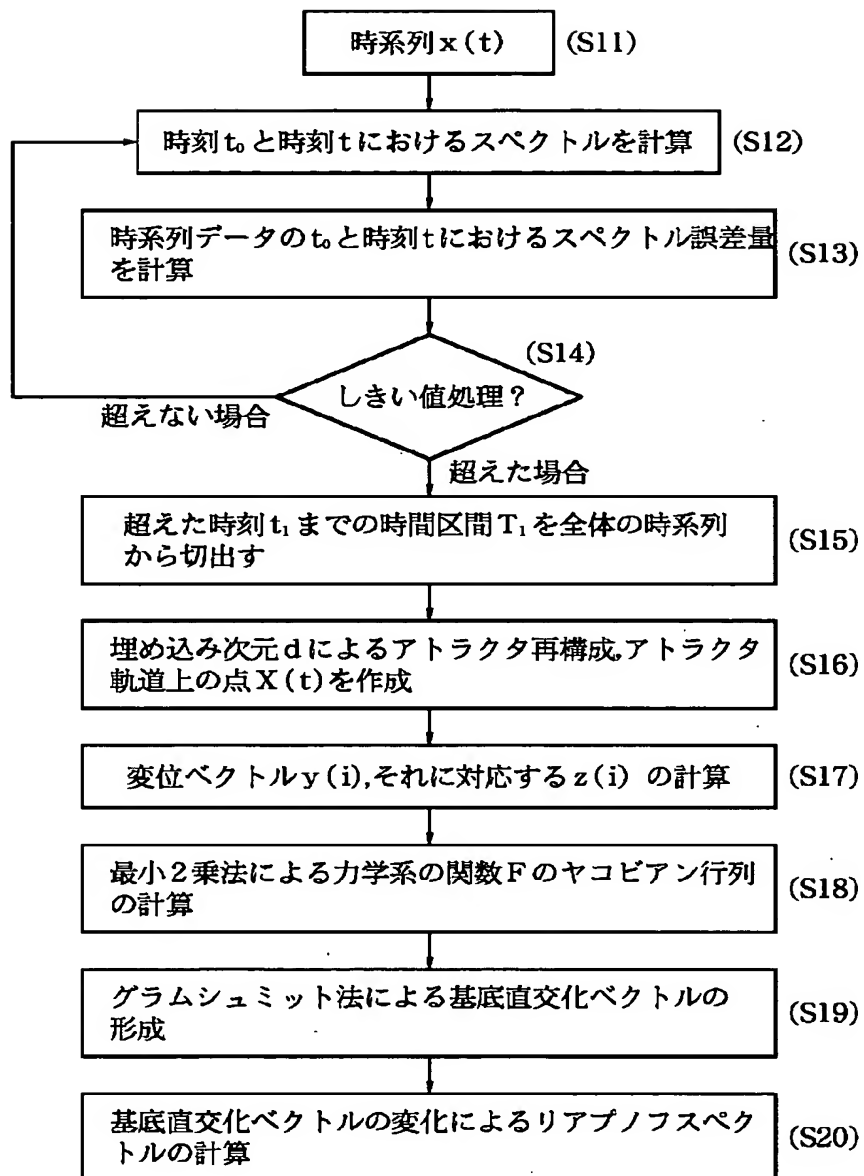 時系列x(t) (S11)
時刻t₀と時刻tにおけるスペクトルを計算 (S12)
時系列データのt₀と時刻tにおけるスペクトル誤差量
を計算 (S13)
(S14)
しきい値処理？
超えない場合
超えた場合
超えた時刻t₁までの時間区間T₁を全体の時系列
から切出す (S15)
埋め込み次元dによるアトラクタ再構成,アトラクタ
軌道上の点X(t)を作成 (S16)
変位ベクトルy(i),それに対応するz(i) の計算 (S17)
最小２乗法による力学系の関数Fのヤコビアン行列
の計算 (S18)
グラムシュミット法による基底直交化ベクトルの
形成 (S19)
基底直交化ベクトルの変化によるリアプノフスペク
トルの計算 (S20)